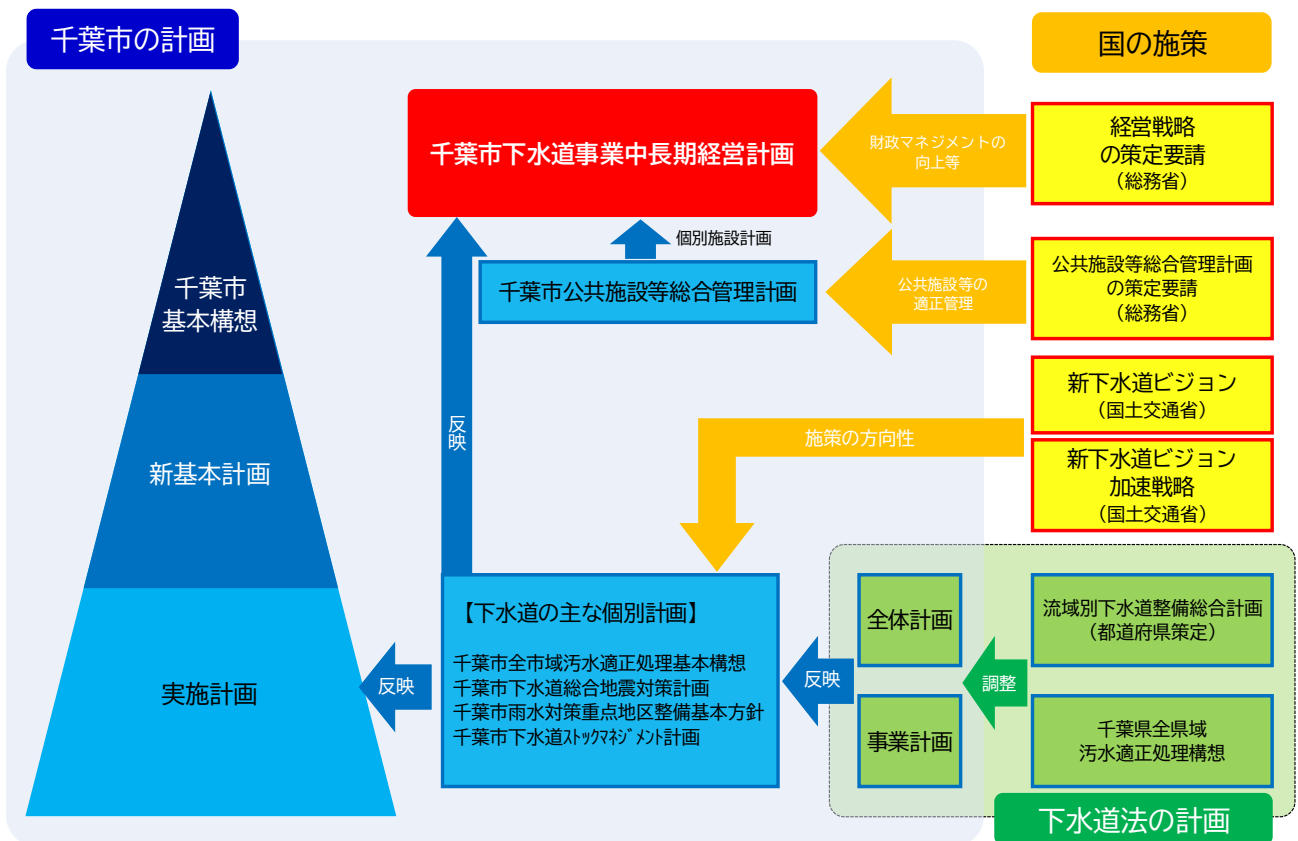 千葉市の計画
国の施策
千葉市下水道事業中長期経営計画
財政マネジメントの
向上等
経営戦略
の策定要請
（総務省）
個別施設計画
千葉市公共施設等総合管理計画
公共施設等の
適正管理
公共施設等総合管理計画
の策定要請
（総務省）
千葉市
基本構想
新基本計画
実施計画
反映
施策の方向性
新下水道ビジョン
（国土交通省）
新下水道ビジョン
加速戦略
（国土交通省）
反映
【下水道の主な個別計画】
千葉市全市域汚水適正処理基本構想
千葉市下水道総合地震対策計画
千葉市雨水対策重点地区整備基本方針
千葉市下水道ｽﾄｯｸﾏﾈｼﾞﾒﾝﾄ計画
反映
全体計画
事業計画
調整
流域別下水道整備総合計画
（都道府県策定）
千葉県全県域
汚水適正処理構想
下水道法の計画